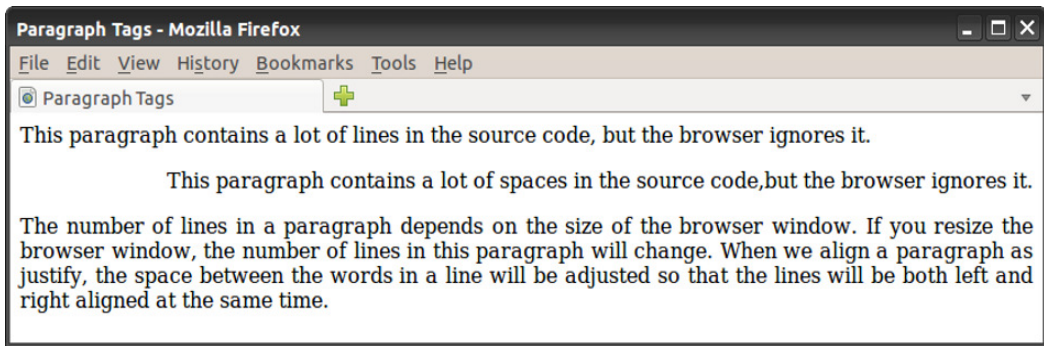 Paragraph Tags - Mozilla Firefox
File Edit View History Bookmarks Tools Help
Paragraph Tags
This paragraph contains a lot of lines in the source code, but the browser ignores it.
This paragraph contains a lot of spaces in the source code,but the browser ignores it.
The number of lines in a paragraph depends on the size of the browser window. If you resize the
browser window, the number of lines in this paragraph will change. When we align a paragraph as
justify, the space between the words in a line will be adjusted so that the lines will be both left and
right aligned at the same time.